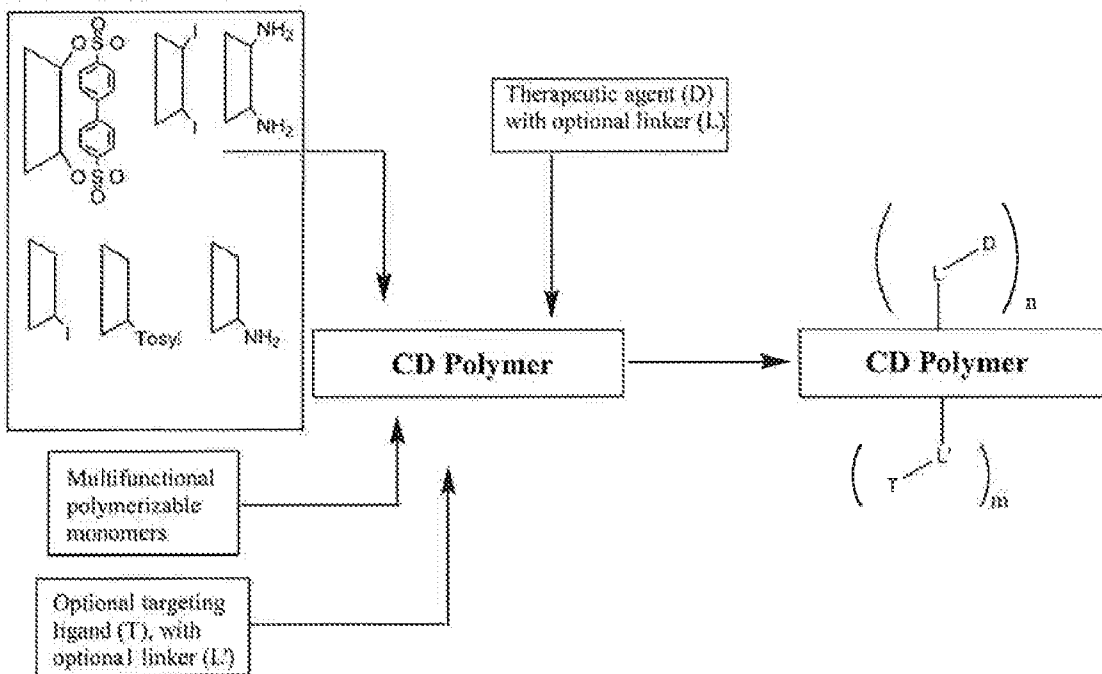 O
O S O
O S O
O
I
I
NH2
NH2
I
Tosyl
NH2
Therapeutic agent (D)
with optional linker (L)
CD Polymer
Multifunctional
polymerizable
monomers
Optional targeting
ligand (T), with
optional linker (L')
L D
n
CD Polymer
T L'
m